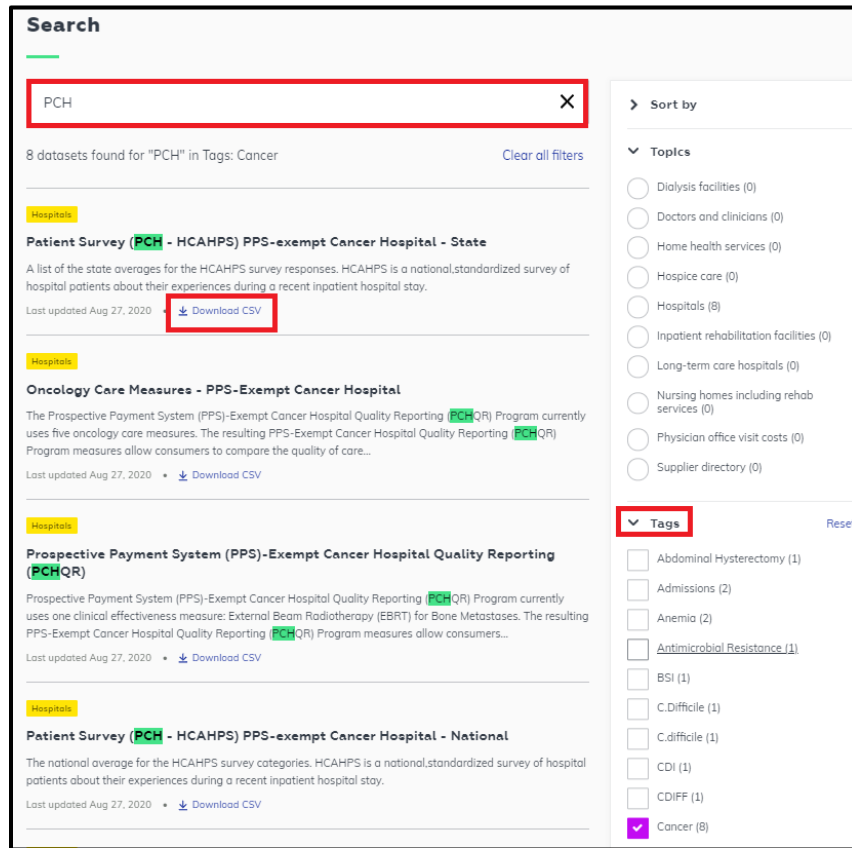 Search
PCH
8 datasets found for "PCH" in Tags: Cancer
Clear all filters
Hospitals
Patient Survey (PCH - HCAHPS) PPS-exempt Cancer Hospital - State
A list of the state averages for the HCAHPS survey responses. HCAHPS is a national,standardized survey of
hospital patients about their experiences during a recent inpatient hospital stay.
Last updated Aug 27, 2020 • Download CSV
Hospitals
Oncology Care Measures - PPS-Exempt Cancer Hospital
The Prospective Payment System (PPS)-Exempt Cancer Hospital Quality Reporting (PCHQR) Program currently
uses five oncology care measures. The resulting PPS-Exempt Cancer Hospital Quality Reporting (PCHQR)
Program measures allow consumers to compare the quality of care...
Last updated Aug 27, 2020 • Download CSV
Hospitals
Prospective Payment System (PPS)-Exempt Cancer Hospital Quality Reporting
(PCHQR)
Prospective Payment System (PPS)-Exempt Cancer Hospital Quality Reporting (PCHQR) Program currently
uses one clinical effectiveness measure: External Beam Radiotherapy (EBRT) for Bone Metastases. The resulting
PPS-Exempt Cancer Hospital Quality Reporting (PCHQR) Program measures allow consumers...
Last updated Aug 27, 2020 • Download CSV
Hospitals
Patient Survey (PCH - HCAHPS) PPS-exempt Cancer Hospital - National
The national average for the HCAHPS survey categories. HCAHPS is a national,standardized survey of hospital
patients about their experiences during a recent inpatient hospital stay.
Last updated Aug 27, 2020 • Download CSV
Sort by
Topics
Dialysis facilities (0)
Doctors and clinicians (0)
Home health services (0)
Hospice care (0)
Hospitals (8)
Inpatient rehabilitation facilities (0)
Long-term care hospitals (0)
Nursing homes including rehab
services (0)
Physician office visit costs (0)
Supplier directory (0)
Tags
Reset
Abdominal Hysterectomy (1)
Admissions (2)
Anemia (2)
Antimicrobial Resistance (1)
BSI (1)
C.Difficile (1)
C.difficile (1)
CDI (1)
CDIFF (1)
Cancer (8)